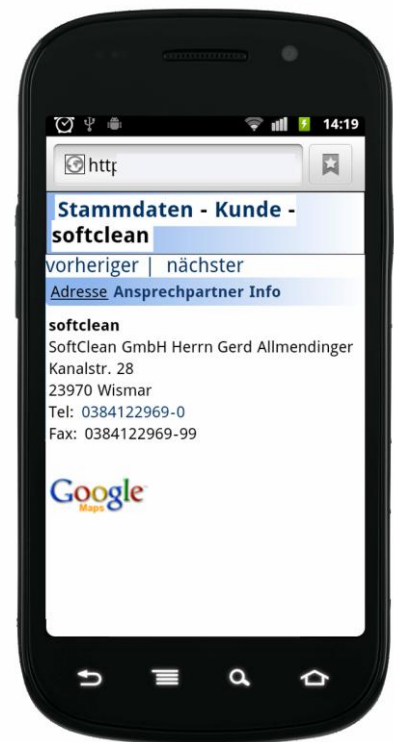 14:19
http
Stammdaten - Kunde -
softclean
vorheriger | nächster
Adresse Ansprechpartner Info
softclean
SoftClean GmbH Herrn Gerd Allmendinger
Kanalstr. 28
23970 Wismar
Tel: 0384122969-0
Fax: 0384122969-99
Google
Maps